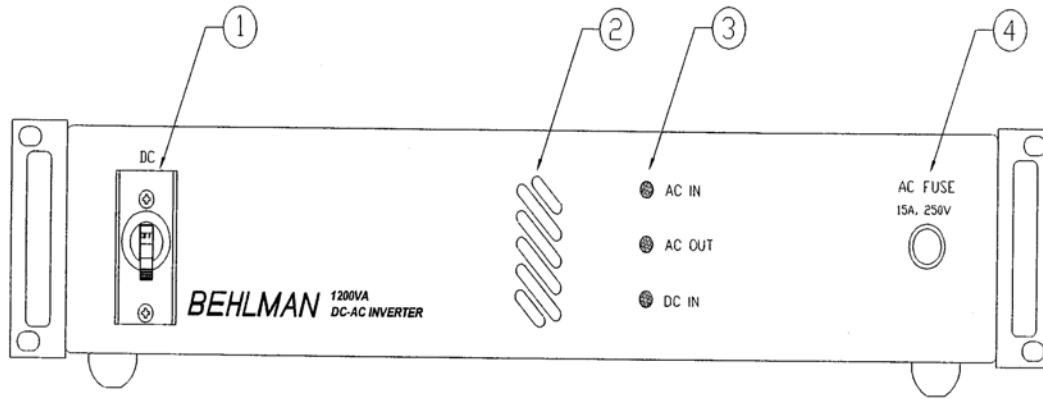 1
2
3
4
DC
OFF
BEHLMAN
1200VA
DC-AC INVERTER
AC IN
AC OUT
DC IN
AC FUSE
15A, 250V